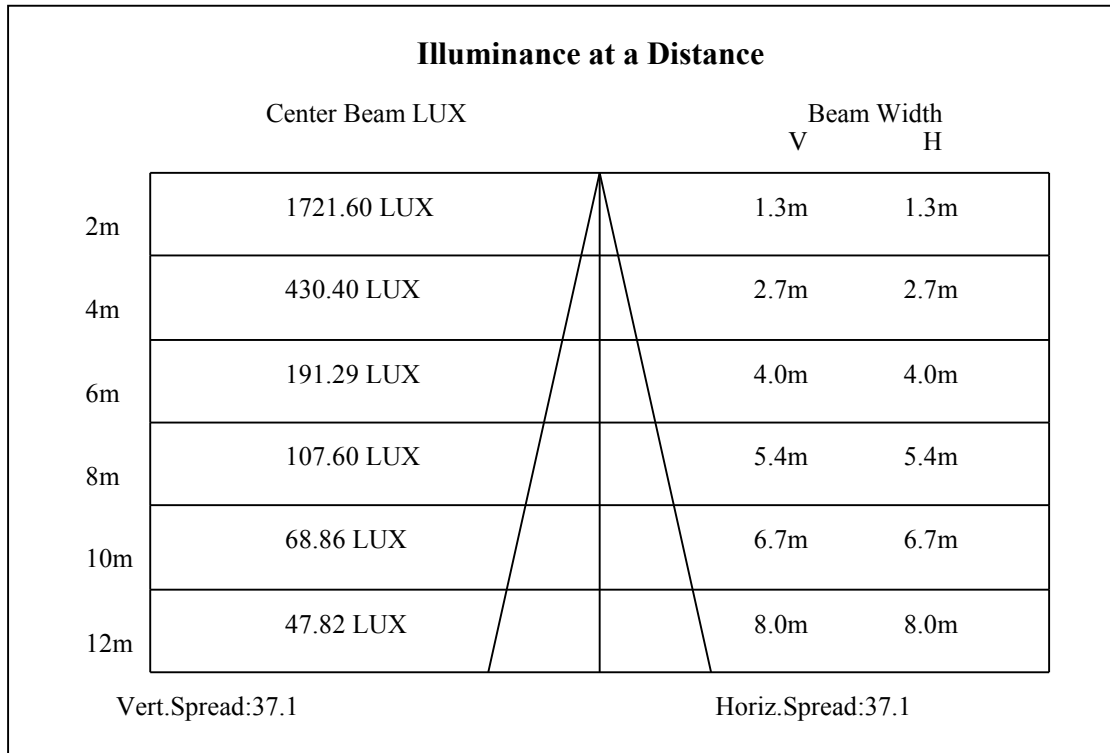 Illuminance at a Distance
Center Beam LUX Beam Width
V H
2m 1721.60 LUX 1.3m 1.3m
4m 430.40 LUX 2.7m 2.7m
6m 191.29 LUX 4.0m 4.0m
8m 107.60 LUX 5.4m 5.4m
10m 68.86 LUX 6.7m 6.7m
12m 47.82 LUX 8.0m 8.0m
Vert.Spread:37.1 Horiz.Spread:37.1